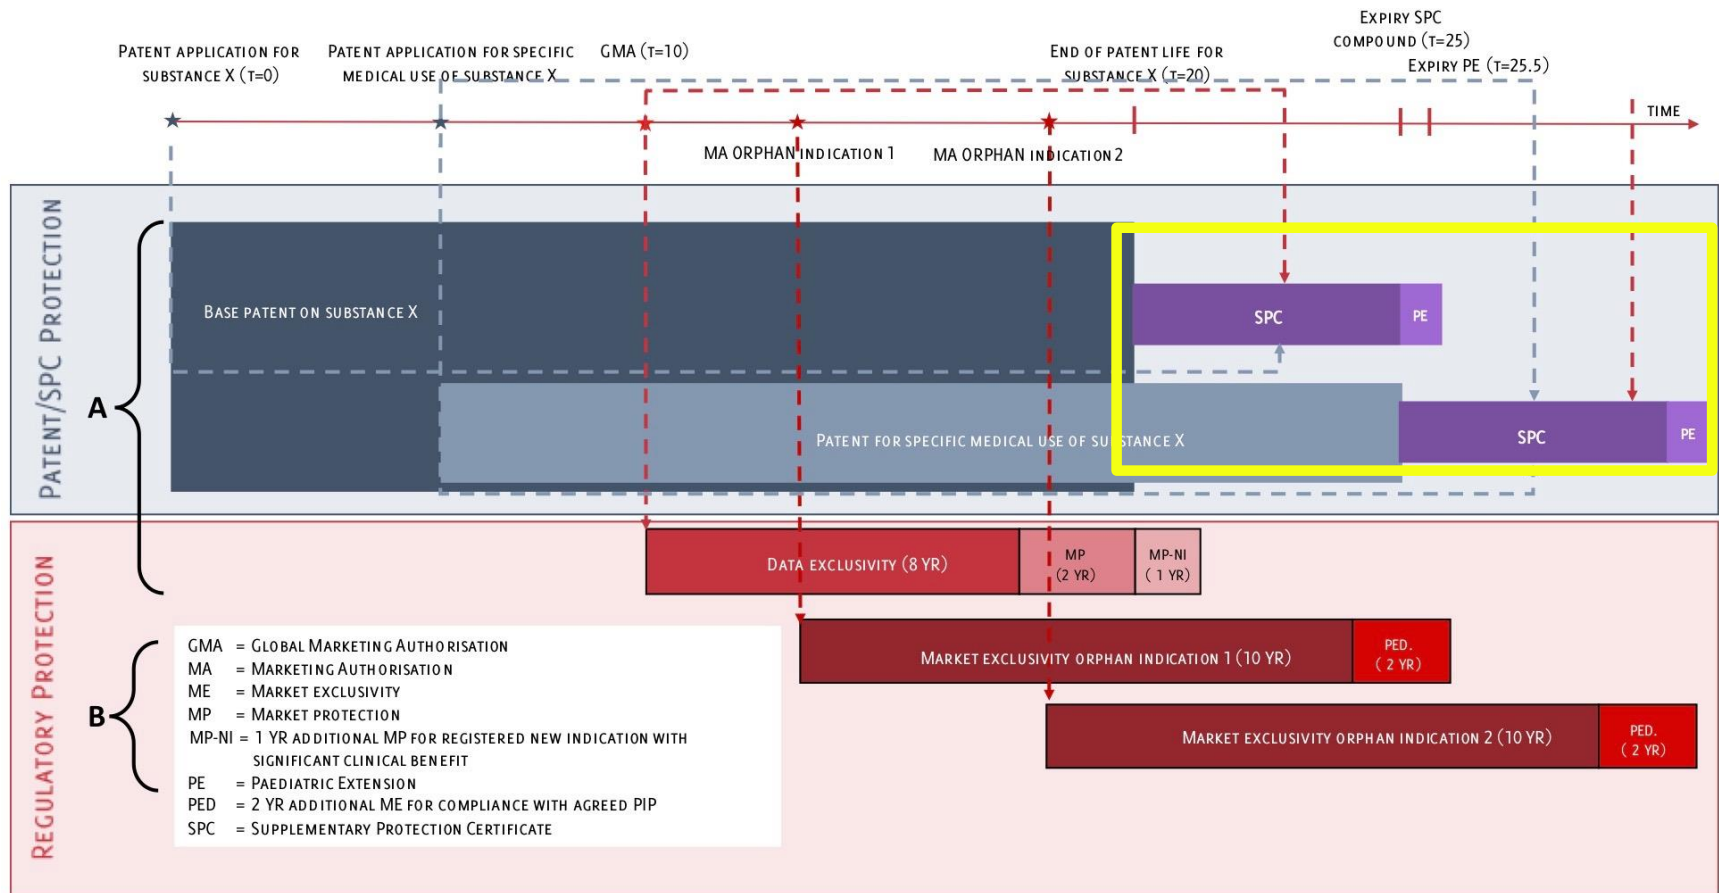 Patent application for
substance X (t=0)
Patent application for specific
medical use of substance X
GMA (t=10)
End of patent life for
substance X (t=20)
Expiry SPC
compound (t=25)
Expiry PE (t=25.5)
time
MA orphan indication 1
MA orphan indication 2
Patent/SPC Protection
A
Base patent on substance X
SPC
PE
Patent for specific medical use of substance X
SPC
PE
Regulatory Protection
Data exclusivity (8 yr)
MP
(2 yr)
MP-NI
( 1 yr)
Market exclusivity orphan indication 1 (10 yr)
Ped.
( 2 yr)
Market exclusivity orphan indication 2 (10 yr)
Ped.
( 2 yr)
B
GMA = Global Marketing Authorisation
MA = Marketing Authorisation
ME = Market exclusivity
MP = Market protection
MP-NI = 1 yr additional MP for registered new indication with
significant clinical benefit
PE = Paediatric Extension
PED = 2 yr additional ME for compliance with agreed PIP
SPC = Supplementary Protection Certificate